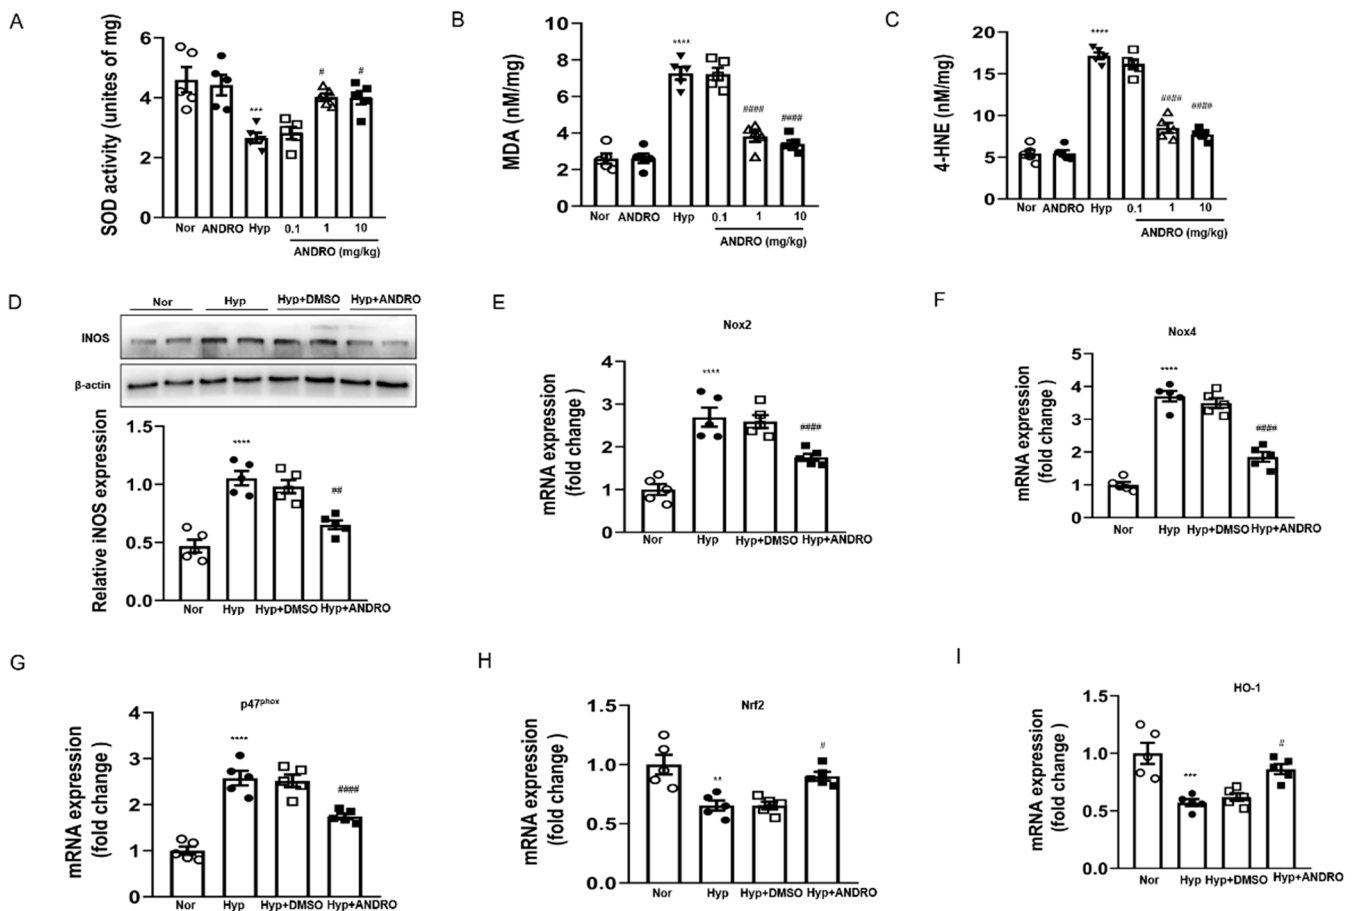 A
SOD activity (unites of mg)
6
4
2
0
***
#
#
Nor ANDRO Hyp 0.1 1 10
ANDRO (mg/kg)
B
MDA (nM/mg)
10
8
6
4
2
0
****
####
####
Nor ANDRO Hyp 0.1 1 10
ANDRO (mg/kg)
C
4-HNE (nM/mg)
20
15
10
5
0
****
####
####
Nor ANDRO Hyp 0.1 1 10
ANDRO (mg/kg)
D
Nor Hyp Hyp+DMSO Hyp+ANDRO
INOS
β-actin
Relative iNOS expression
1.5
1.0
0.5
0.0
****
##
Nor Hyp Hyp+DMSO Hyp+ANDRO
E
Nox2
mRNA expression
(fold change )
4
3
2
1
0
****
####
Nor Hyp Hyp+DMSO Hyp+ANDRO
F
Nox4
mRNA expression
(fold change )
5
4
3
2
1
0
****
####
Nor Hyp Hyp+DMSO Hyp+ANDRO
G
p47phox
mRNA expression
(fold change )
4
3
2
1
0
****
####
Nor Hyp Hyp+DMSO Hyp+ANDRO
H
Nrf2
mRNA expression
(fold change )
1.5
1.0
0.5
0.0
**
#
Nor Hyp Hyp+DMSO Hyp+ANDRO
I
HO-1
mRNA expression
(fold change )
1.5
1.0
0.5
0.0
***
#
Nor Hyp Hyp+DMSO Hyp+ANDRO